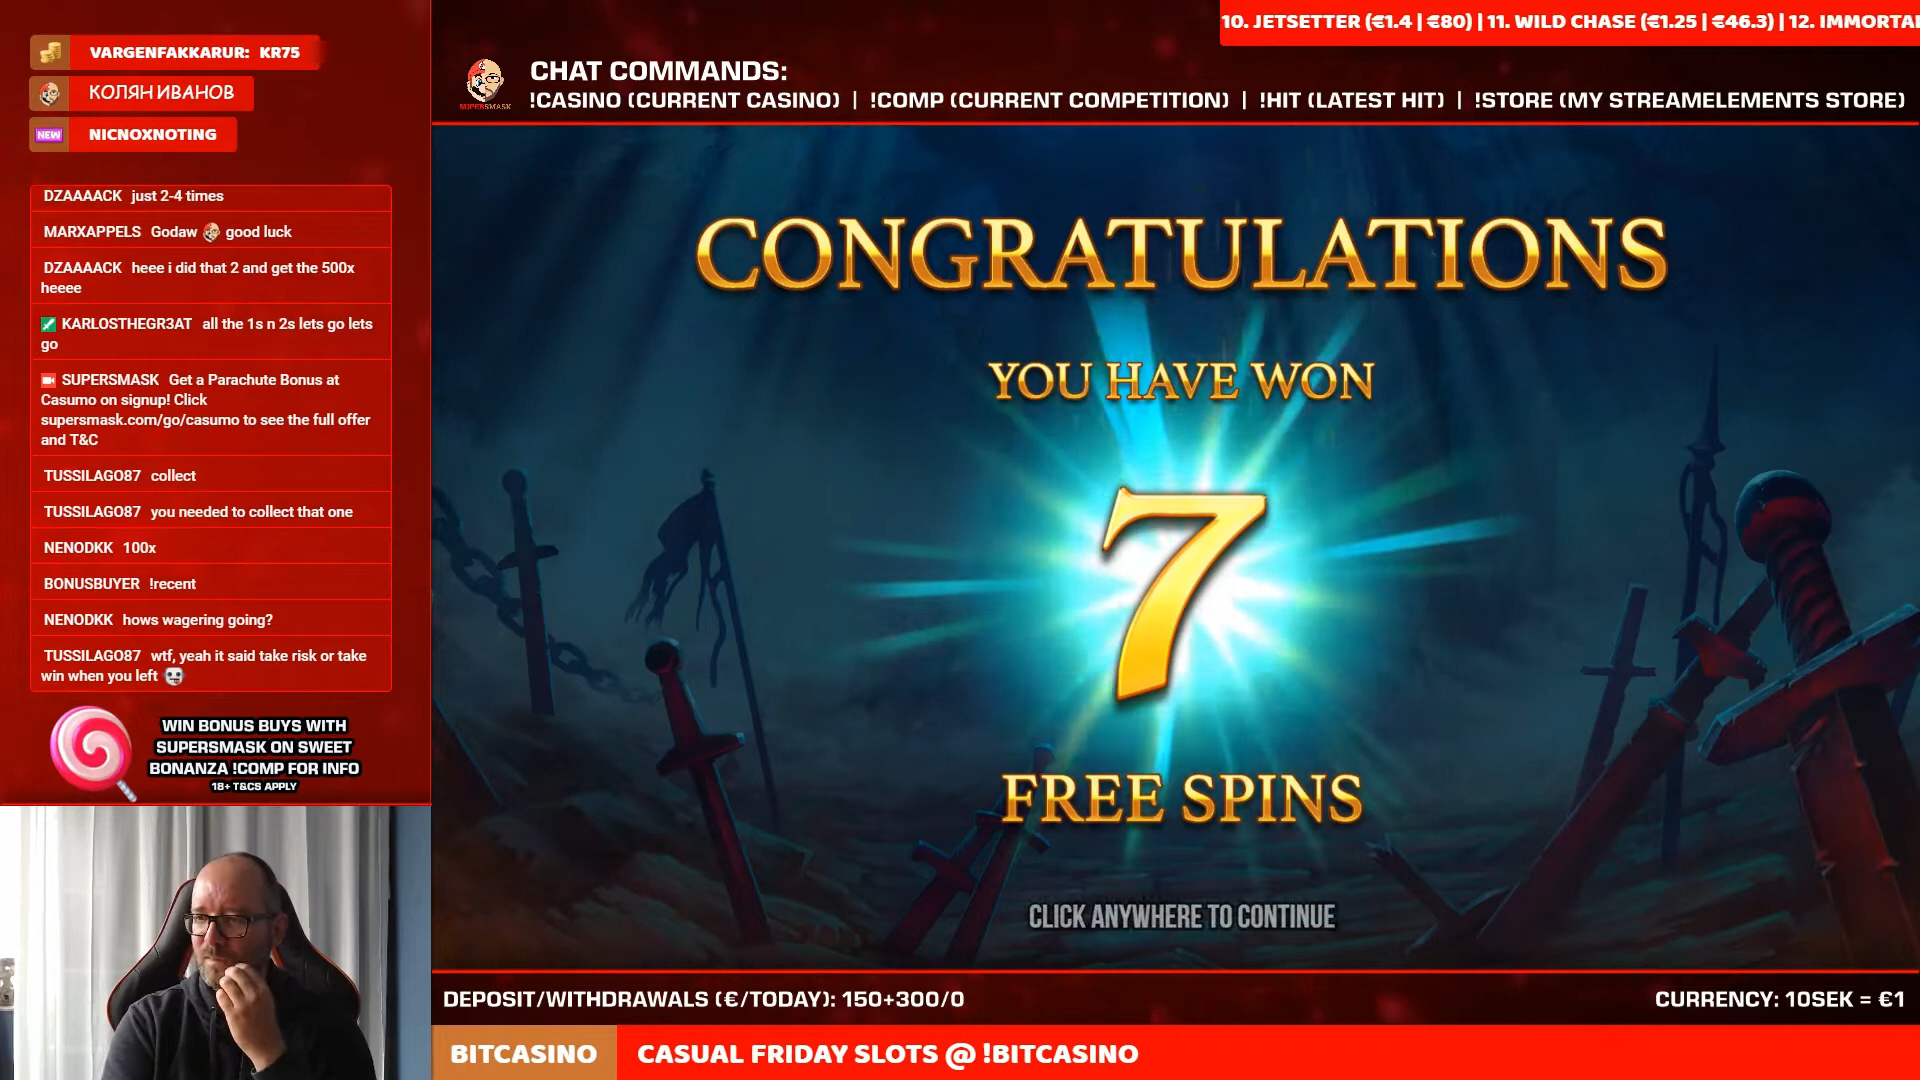 VARGENFAKKARUR: KR75
КОЛЯН ИВАНОВ
NEW NICNOXNOTING
DZAAAACK just 2-4 times
MARXAPPELS Godaw good luck
DZAAAACK heee i did that 2 and get the 500x
heeee
KARLOSTHEGR3AT all the 1s n 2s lets go lets
go
SUPERSMASK Get a Parachute Bonus at
Casumo on signup! Click
supersmask.com/go/casumo to see the full offer
and T&C
TUSSILAGO87 collect
TUSSILAGO87 you needed to collect that one
NENODKK 100x
BONUSBUYER !recent
NENODKK hows wagering going?
TUSSILAGO87 wtf, yeah it said take risk or take
win when you left
WIN BONUS BUYS WITH
SUPERSMASK ON SWEET
BONANZA !COMP FOR INFO
18+ T&CS APPLY
10. JETSETTER (€1.4 | €80) | 11. WILD CHASE (€1.25 | €46.3) | 12. IMMORTA
SUPERSMASK
CHAT COMMANDS:
!CASINO (CURRENT CASINO) | !COMP (CURRENT COMPETITION) | !HIT (LATEST HIT) | !STORE (MY STREAMELEMENTS STORE)
CONGRATULATIONS
YOU HAVE WON
7
FREE SPINS
CLICK ANYWHERE TO CONTINUE
DEPOSIT/WITHDRAWALS (€/TODAY): 150+300/0
CURRENCY: 10SEK = €1
BITCASINO
CASUAL FRIDAY SLOTS @ !BITCASINO